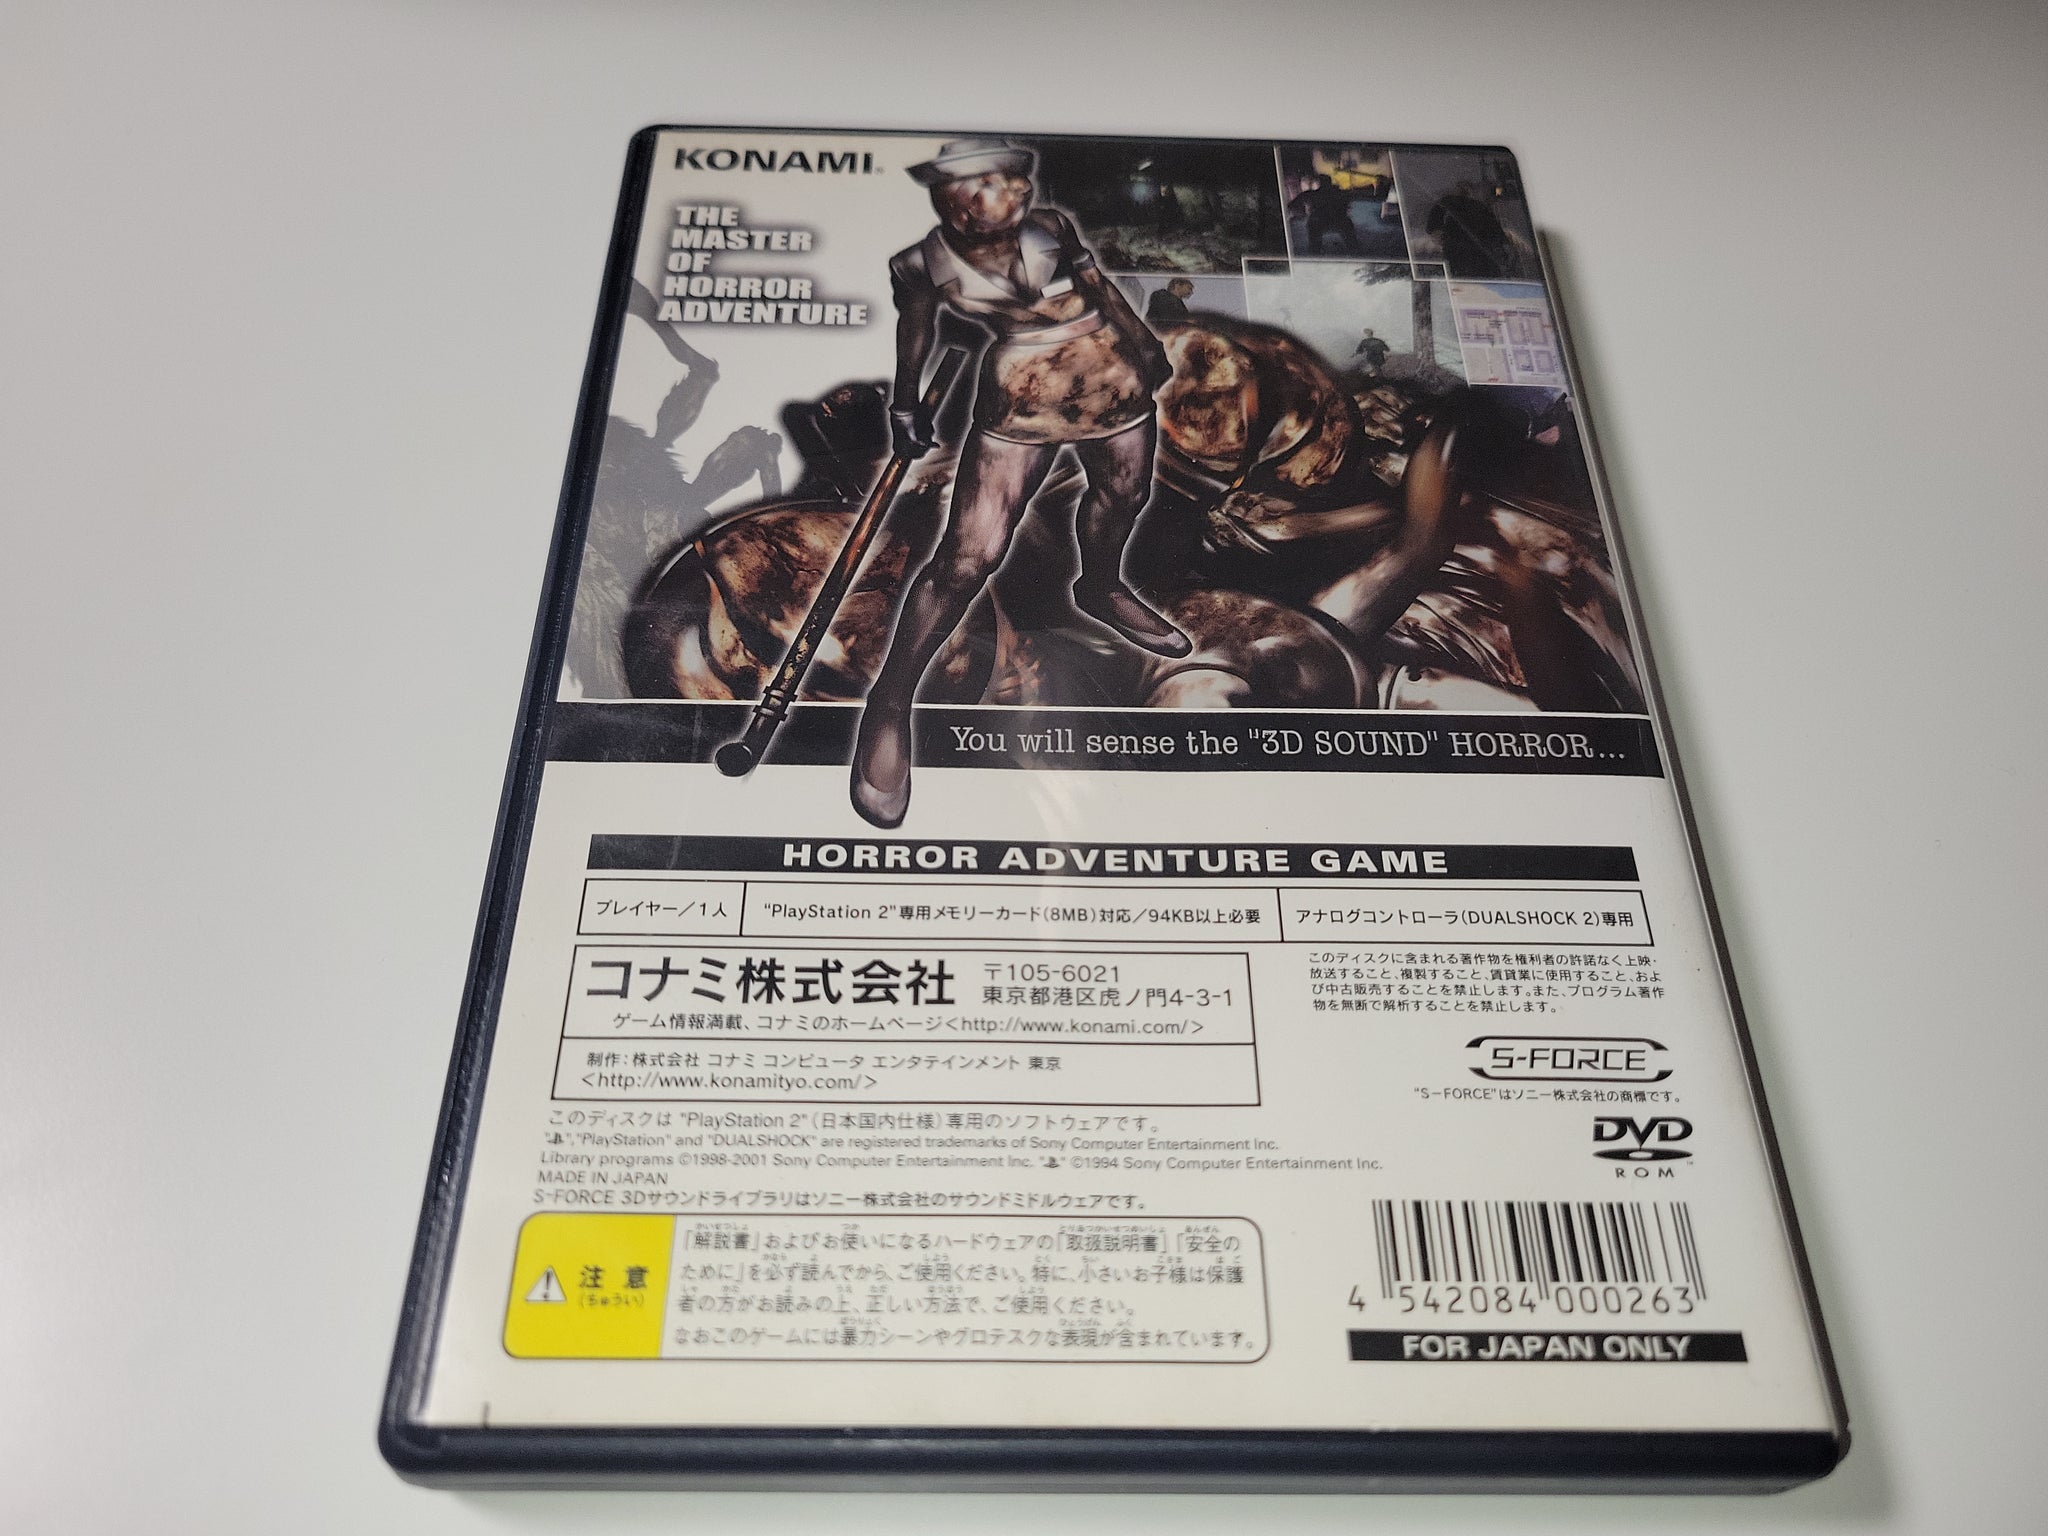 KONAMI
THE
MASTER
OF
HORROR
ADVENTURE
You will sense the "3D SOUND" HORROR...
HORROR ADVENTURE GAME
プレイヤー／1人
"PlayStation 2"専用メモリーカード(8MB)対応／94KB以上必要
アナログコントローラ(DUALSHOCK 2)専用
コナミ株式会社
〒105-6021
東京都港区虎ノ門4-3-1
ゲーム情報満載、コナミのホームページ<http://www.konami.com/>
制作：株式会社 コナミ コンピュータ エンタテインメント 東京
<http://www.konamityo.com/>
このディスクに含まれる著作物を権利者の許諾なく上映・
放送すること、複製すること、賃貸業に使用すること、およ
び中古販売することを禁止します。また、プログラム著作
物を無断で解析することを禁止します。
S-FORCE
"S-FORCE"はソニー株式会社の商標です。
DVD
ROM
このディスクは "PlayStation 2"（日本国内仕様）専用のソフトウェアです。
"", "PlayStation" and "DUALSHOCK" are registered trademarks of Sony Computer Entertainment Inc.
Library programs ©1998-2001 Sony Computer Entertainment Inc. "" ©1994 Sony Computer Entertainment Inc.
MADE IN JAPAN
S-FORCE 3Dサウンドライブラリはソニー株式会社のサウンドミドルウェアです。
注意
(ちゅうい)
「解説書」およびお使いになるハードウェアの「取扱説明書」「安全の
ために」を必ず読んでから、ご使用ください。特に、小さいお子様は保護
者の方がお読みの上、正しい方法で、ご使用ください。
なおこのゲームには暴力シーンやグロテスクな表現が含まれています。
4 542084 000263
FOR JAPAN ONLY